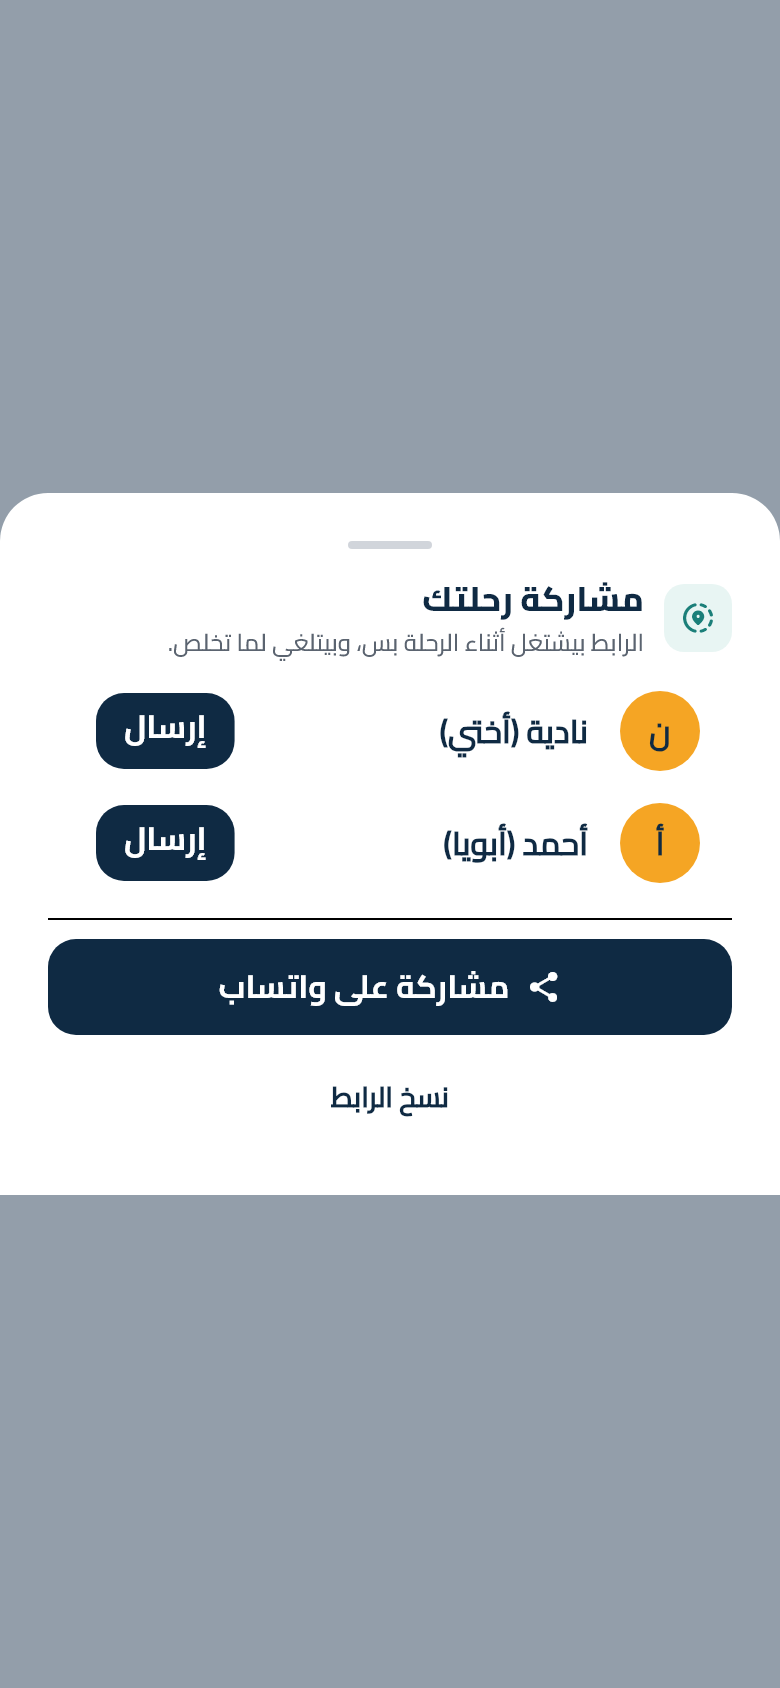 مشاركة رحلتك
الرابط بيشتغل أثناء الرحلة بس، وبيتلغي لما تخلص.
ن
نادية (أختي)
إرسال
أ
أحمد (أبويا)
إرسال
مشاركة على واتساب
نسخ الرابط